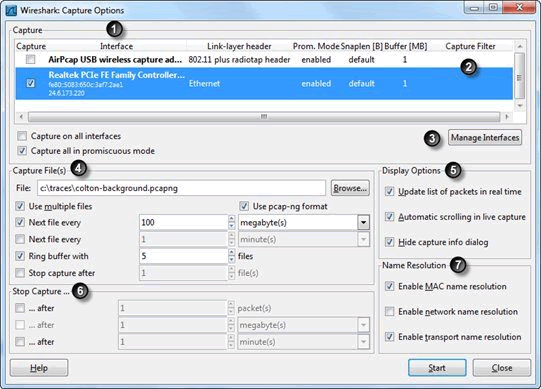 Wireshark: Capture Options
Capture 1
Capture Interface Link-layer header Prom. Mode Snaplen [B] Buffer [MB] Capture Filter
AirPcap USB wireless capture ad... 802.11 plus radiotap header enabled default 1
Realtek PCIe FE Family Controller... Ethernet enabled default 1 2
fe80:5083:650c:3af7:2ae1
24.6.173.220
Capture on all interfaces
Capture all in promiscuous mode
3 Manage Interfaces
Capture File(s) 4
File: c:\traces\colton-background.pcapng Browse...
Use multiple files Use pcap-ng format
Next file every 100 megabyte(s)
Next file every 1 minute(s)
Ring buffer with 5 files
Stop capture after 1 file(s)
Display Options 5
Update list of packets in real time
Automatic scrolling in live capture
Hide capture info dialog
Stop Capture ... 6
... after 1 packet(s)
... after 1 megabyte(s)
... after 1 minute(s)
Name Resolution 7
Enable MAC name resolution
Enable network name resolution
Enable transport name resolution
Help Start Close